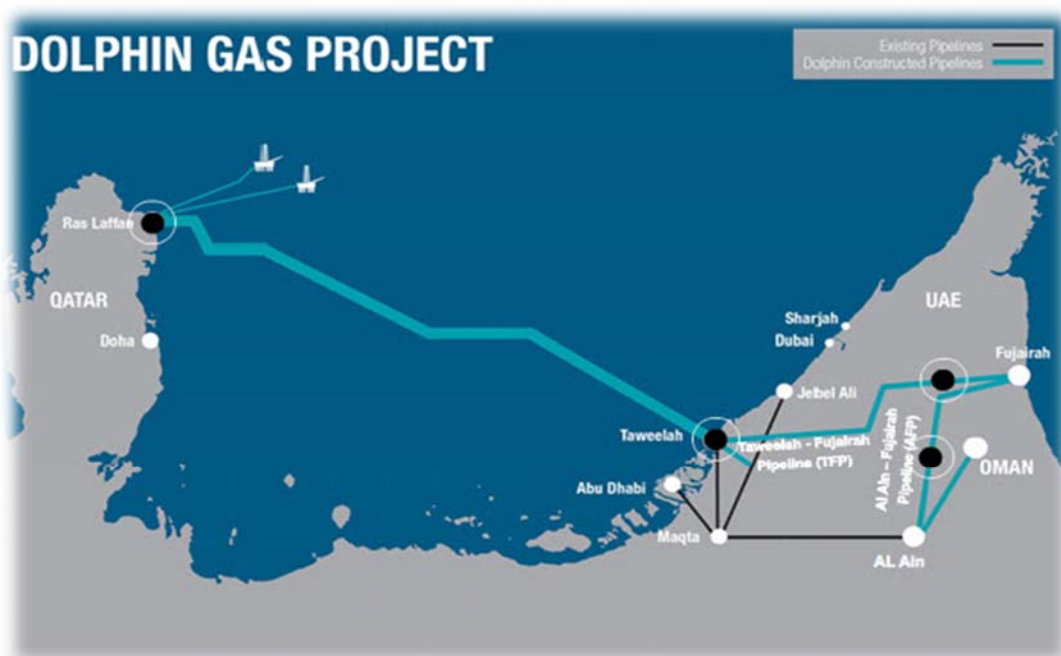 DOLPHIN GAS PROJECT
Existing Pipelines
Dolphin Constructed Pipelines
Ras Laffan
QATAR
Doha
UAE
Sharjah
Dubai
Fujairah
Jebel Ali
Taweelah
Taweelah - Fujairah
Pipeline (TFP)
Al Ain - Fujairah
Pipeline (AFP)
OMAN
Abu Dhabi
Maqta
AL Ain